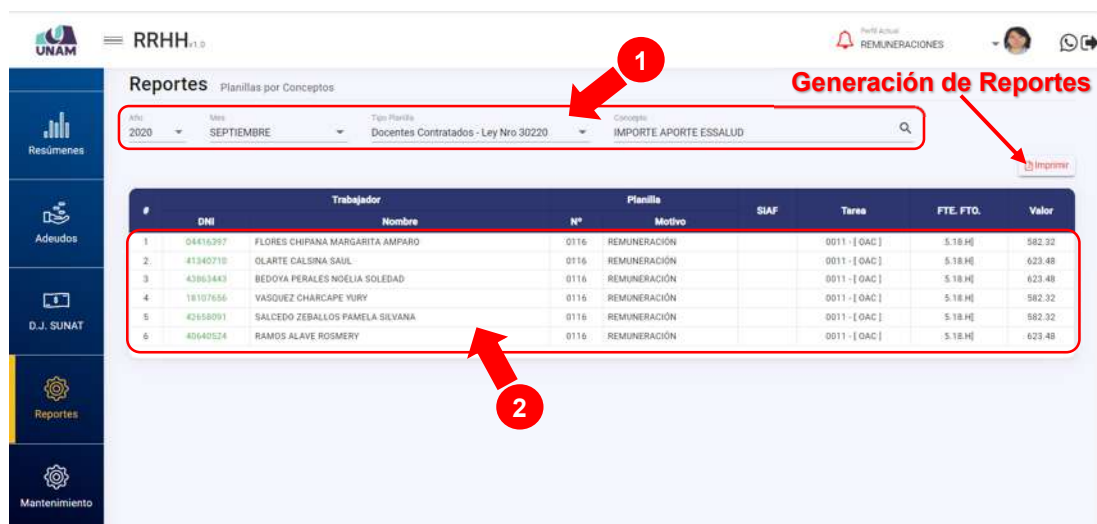 UNAM
RRHH v1.0
Perfil Actual
REMUNERACIONES
1
Generación de Reportes
Reportes Planillas por Conceptos
Año Mes Tipo Planilla Concepto
2020 SEPTIEMBRE Docentes Contratados - Ley Nro 30220 IMPORTE APORTE ESSALUD
Imprimir
Resúmenes
Adeudos
D.J. SUNAT
Reportes
Mantenimiento
# Trabajador Planilla SIAF Tarea FTE. FTO. Valor
DNI Nombre Nº Motivo
1 04416397 FLORES CHIPANA MARGARITA AMPARO 0116 REMUNERACIÓN 0011 - [ OAC ] 5.18.H] 582.32
2 41340710 OLARTE CALSINA SAUL 0116 REMUNERACIÓN 0011 - [ OAC ] 5.18.H] 623.48
3 43863443 BEDOYA PERALES NOELIA SOLEDAD 0116 REMUNERACIÓN 0011 - [ OAC ] 5.18.H] 623.48
4 18107656 VASQUEZ CHARCAPE YURY 0116 REMUNERACIÓN 0011 - [ OAC ] 5.18.H] 582.32
5 42658091 SALCEDO ZEBALLOS PAMELA SILVANA 0116 REMUNERACIÓN 0011 - [ OAC ] 5.18.H] 582.32
6 40640524 RAMOS ALAVE ROSMERY 0116 REMUNERACIÓN 0011 - [ OAC ] 5.18.H] 623.48
2